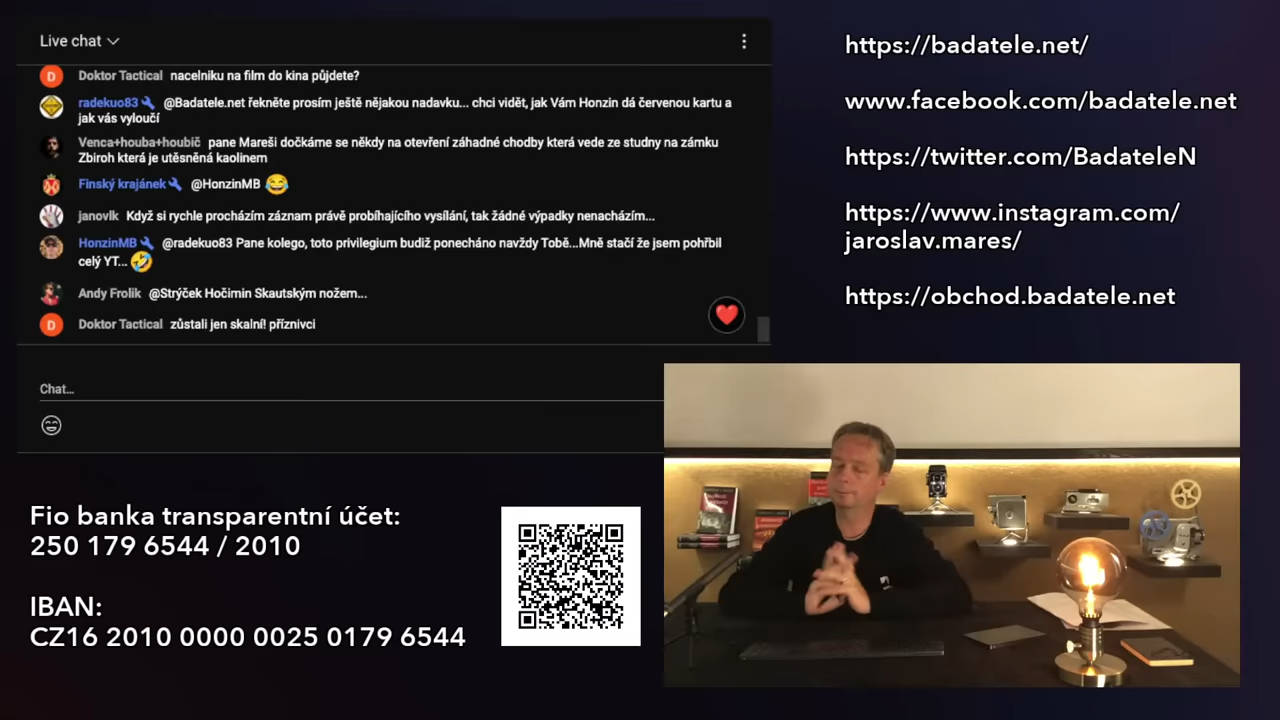 Live chat
Doktor Tactical nacelniku na film do kina půjdete?
radekuo83 @Badatele.net řekněte prosím ještě nějakou nadavku... chci vidět, jak Vám Honzin dá červenou kartu a
jak vás vyloučí
Venca+houba+houbič pane Mareši dočkáme se někdy na otevření záhadné chodby která vede ze studny na zámku
Zbiroh která je utěsněná kaolinem
Finský krajánek @HonzinMB 😂
janovlk Když si rychle procházím záznam právě probíhajícího vysílání, tak žádné výpadky nenacházím...
HonzinMB @radekuo83 Pane kolego, toto privilegium budiž ponecháno navždy Tobě...Mně stačí že jsem pohřbil
celý YT... 🤣
Andy Frolik @Strýček Hočimin Skautským nožem...
D Doktor Tactical zůstali jen skalní! příznivci
Chat...
https://badatele.net/
www.facebook.com/badatele.net
https://twitter.com/BadateleN
https://www.instagram.com/
jaroslav.mares/
https://obchod.badatele.net
Fio banka transparentní účet:
250 179 6544 / 2010
IBAN:
CZ16 2010 0000 0025 0179 6544